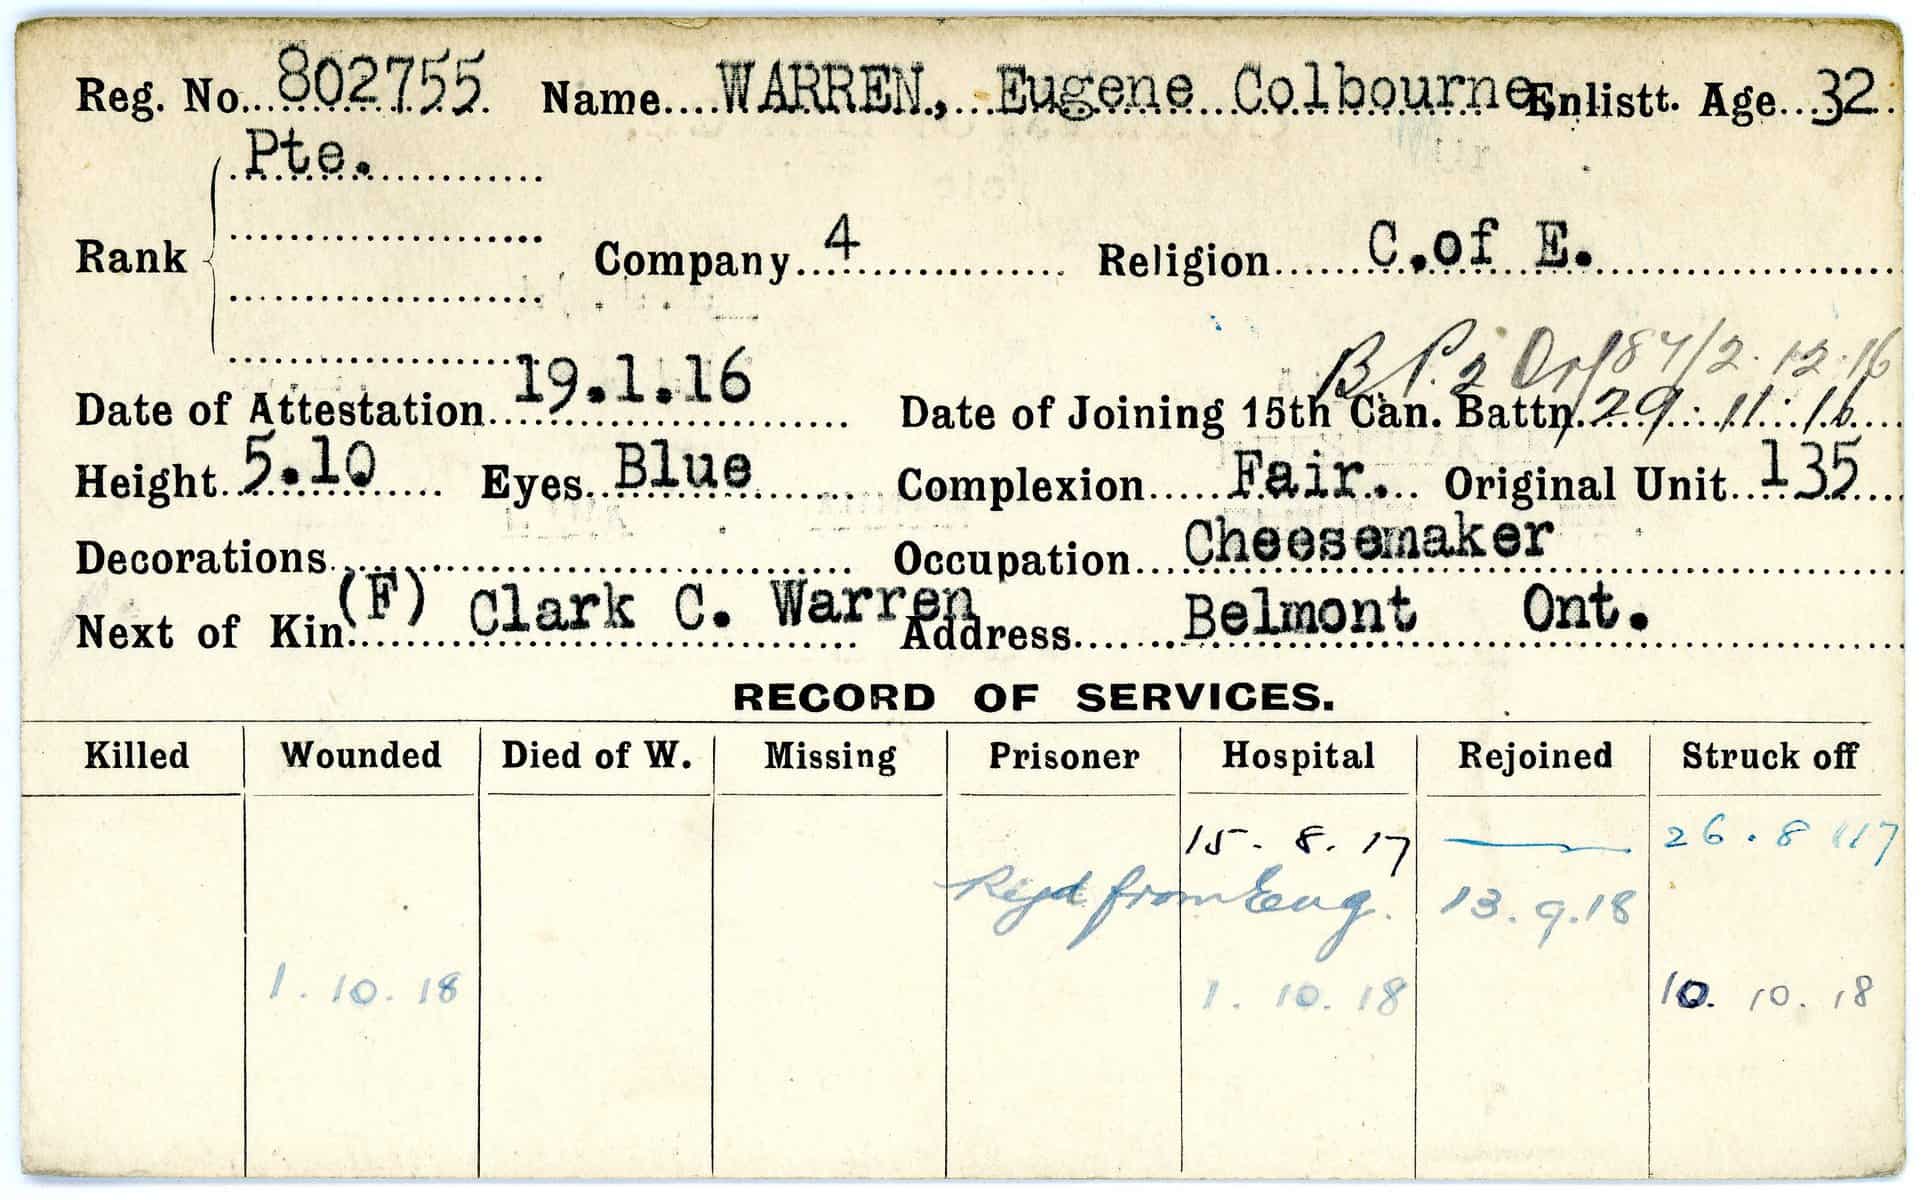 Reg. No. 802755 Name WARREN, Eugene Colbourne, Enlistt. Age 32
Pte.
Rank Company 4 Religion C. of E.
B P. 2 87/2.12.16
Date of Attestation 19.1.16 Date of Joining 15th Can. Battn. 29.11.16
Height 5.10 Eyes Blue Complexion Fair. Original Unit 135
Decorations Occupation Cheesemaker
Next of Kin (F) Clark C. Warren Address Belmont Ont.
RECORD OF SERVICES.
Killed Wounded Died of W. Missing Prisoner Hospital Rejoined Struck off
15.8.17 — 26.8.17
Rejd from Eng. 13.9.18
1.10.18 1.10.18 10.10.18